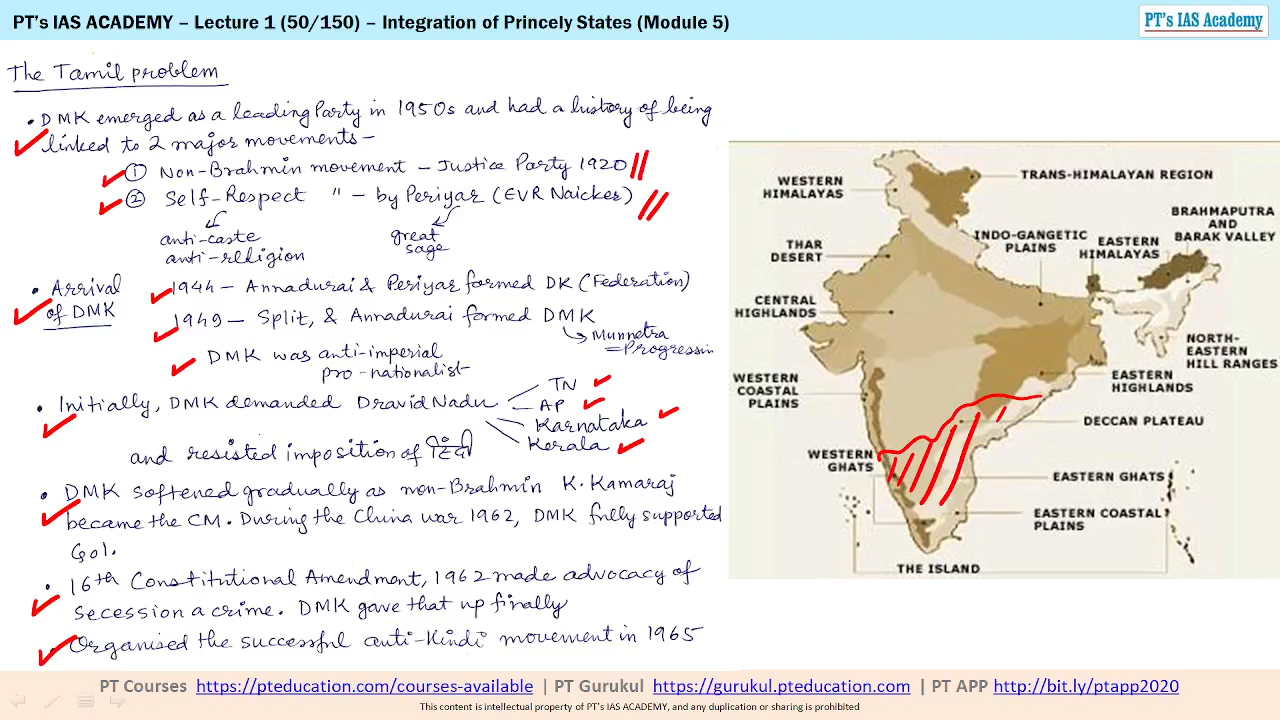 PT's IAS ACADEMY – Lecture 1 (50/150) – Integration of Princely States (Module 5)
PT's IAS Academy
The Tamil problem
• DMK emerged as a leading Party in 1950s and had a history of being
linked to 2 major movements –
① Non-Brahmin movement – Justice Party 1920
② Self-Respect " – by Periyar (EVR Naicker)
anti-caste
anti-religion
great
sage
• Arrival
of DMK
1944 – Annadurai & Periyar formed DK (Federation)
1949 – Split, & Annadurai formed DMK
Munnetra
= Progressin
DMK was anti-imperial
pro-nationalist
• Initially, DMK demanded Dravid Nadu
TN
AP
Karnataka
Kerala
and resisted imposition of हिंदी
• DMK softened gradually as non-Brahmin K. Kamaraj
became the CM. During the China war 1962, DMK fully supported
GoI.
• 16th Constitutional Amendment, 1962 made advocacy of
secession a crime. DMK gave that up finally
• Organised the successful anti-Hindi movement in 1965
WESTERN
HIMALAYAS
TRANS-HIMALAYAN REGION
BRAHMAPUTRA
AND
BARAK VALLEY
INDO-GANGETIC
PLAINS
EASTERN
HIMALAYAS
THAR
DESERT
CENTRAL
HIGHLANDS
NORTH-
EASTERN
HILL RANGES
EASTERN
HIGHLANDS
WESTERN
COASTAL
PLAINS
DECCAN PLATEAU
WESTERN
GHATS
EASTERN GHATS
EASTERN COASTAL
PLAINS
THE ISLAND
PT Courses https://pteducation.com/courses-available | PT Gurukul https://gurukul.pteducation.com | PT APP http://bit.ly/ptapp2020
This content is intellectual property of PT's IAS ACADEMY, and any duplication or sharing is prohibited